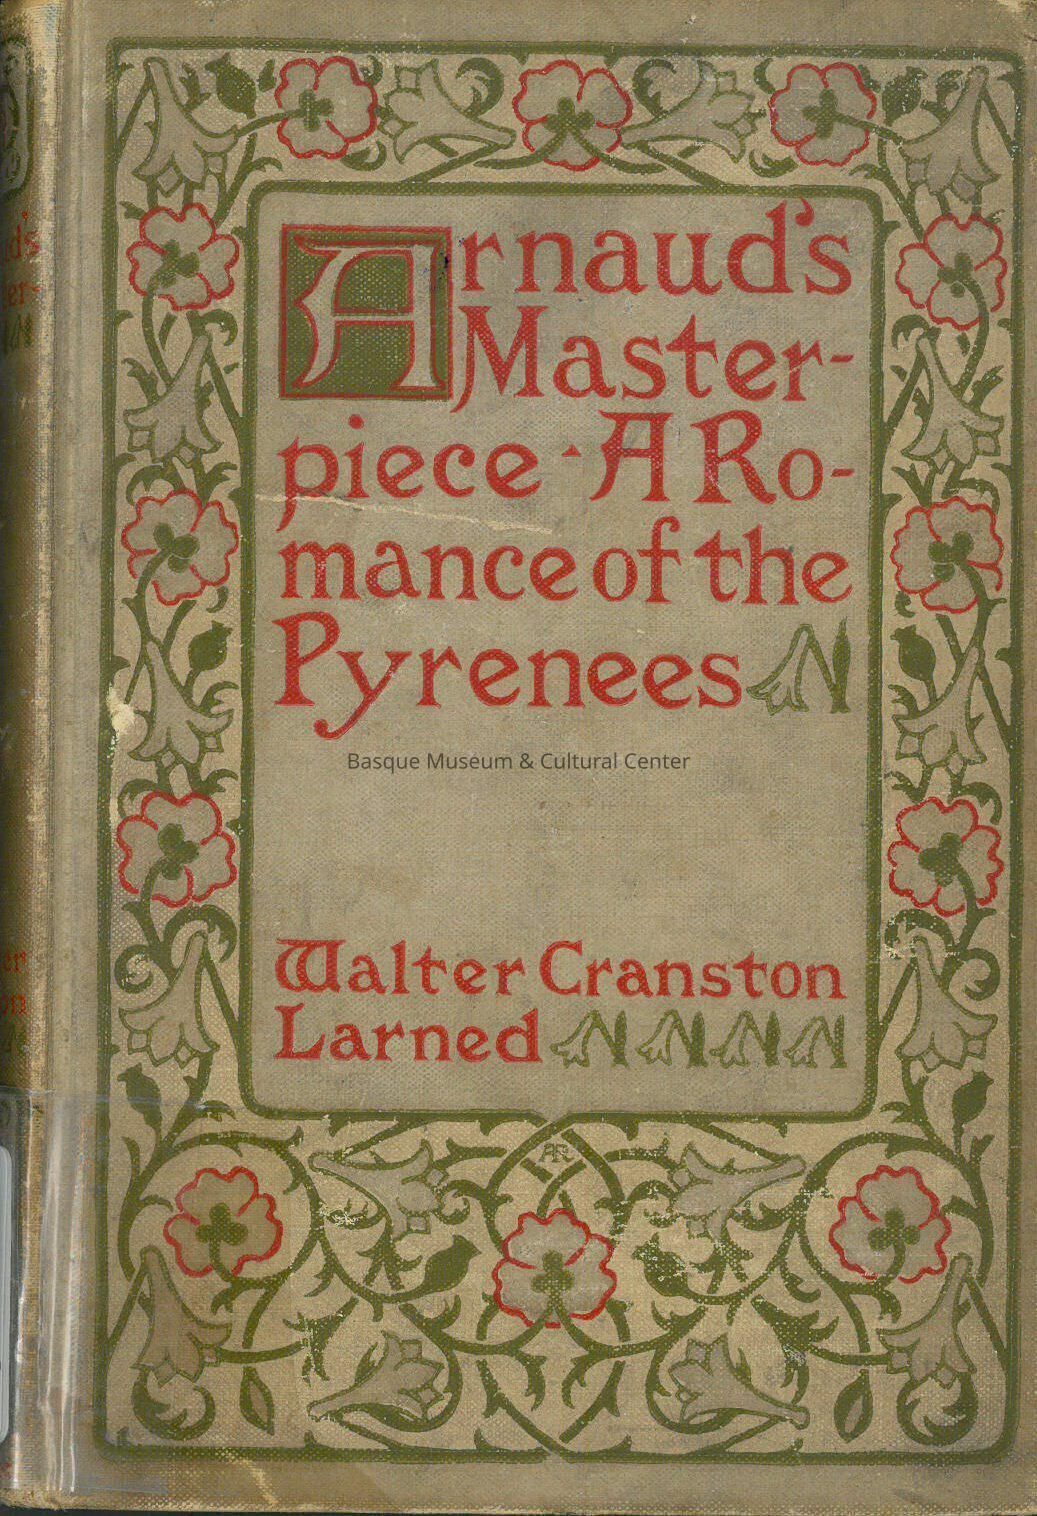 Arnaud's
Master-
piece · A Ro-
mance of the
Pyrenees
Basque Museum & Cultural Center
Walter Cranston
Larned